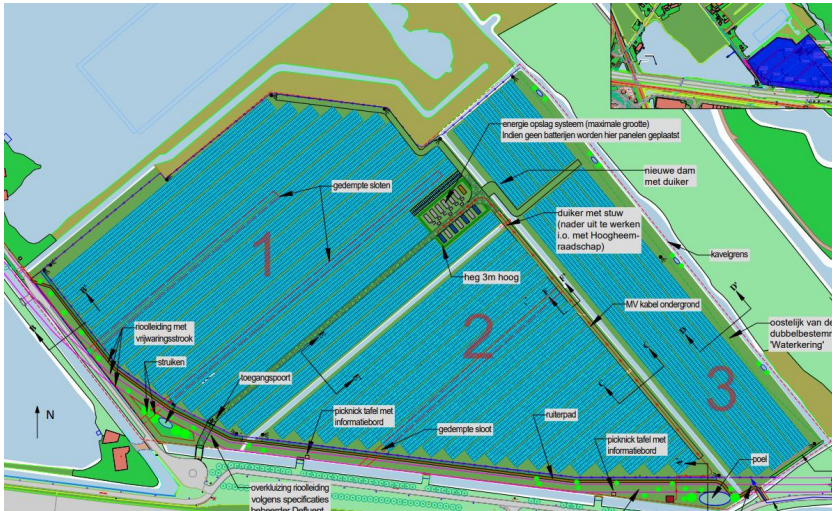 energie opslag systeem (maximale grootte)
Indien geen batterijen worden hier panelen geplaatst
gedempte sloten
nieuwe dam
met duiker
duiker met stuw
(nader uit te werken
i.o. met Hoogheem-
raadschap)
kavelgrens
1
heg 3m hoog
B'
B
MV kabel ondergrond
D'
rioolleiding met
vrijwaringsstrook
oostelijk van de
dubbelbestemm
'Waterkering'
2
D
struiken
toegangspoort
3
N
picknick tafel met
informatiebord
gedempte sloot
ruiterpad
picknick tafel met
informatiebord
poel
overkluizing rioolleiding
volgens specificaties
beheerder Delfluent